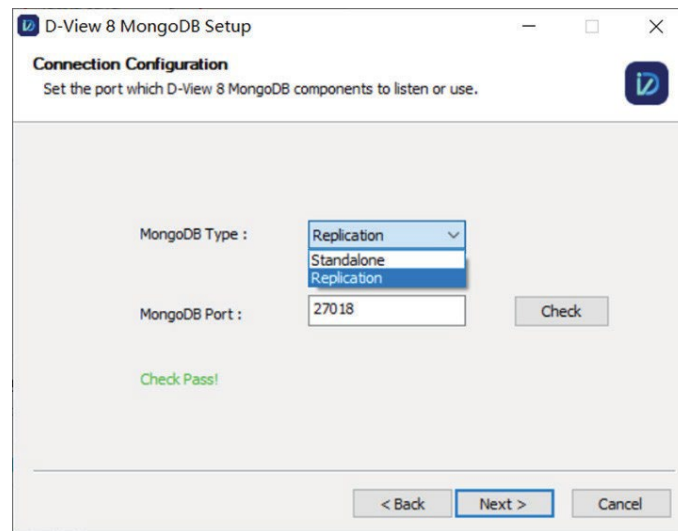 D-View 8 MongoDB Setup
Connection Configuration
Set the port which D-View 8 MongoDB components to listen or use.
MongoDB Type :
Replication
Standalone
Replication
MongoDB Port :
27018
Check
Check Pass!
< Back
Next >
Cancel